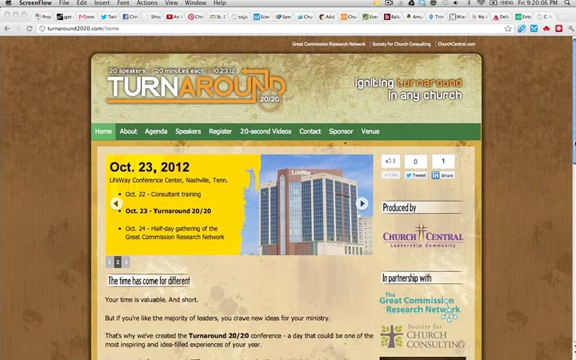 ScreenFlow File Edit Mark Insert Font Actions View Window Help
(98%) Fri 9:20:06 PM
turnaround2020.com/home
Great Commission Research Network | Society for Church Consulting | ChurchCentral.com
20 speakers 20 minutes each 10.23.12
TURNAROUND
20/20
igniting turnaround
in any church
Home About Agenda Speakers Register 20-second Videos Contact Sponsor Venue
Oct. 23, 2012
LifeWay Conference Center, Nashville, Tenn.
• Oct. 22 - Consultant training
• Oct. 23 - Turnaround 20/20
• Oct. 24 - Half-day gathering of the
Great Commission Research Network
LifeWay
1 2 3
0 1
Tweet Share
Produced by
CHURCH CENTRAL
Leadership Community
In partnership with
The
Great Commission
Research Network
Society for
CHURCH
CONSULTING
The time has come for different
Your time is valuable. And short.
But if you're like the majority of leaders, you crave new ideas for your ministry.
That's why we've created the Turnaround 20/20 conference - a day that could be one of the
most inspiring and idea-filled experiences of your year.